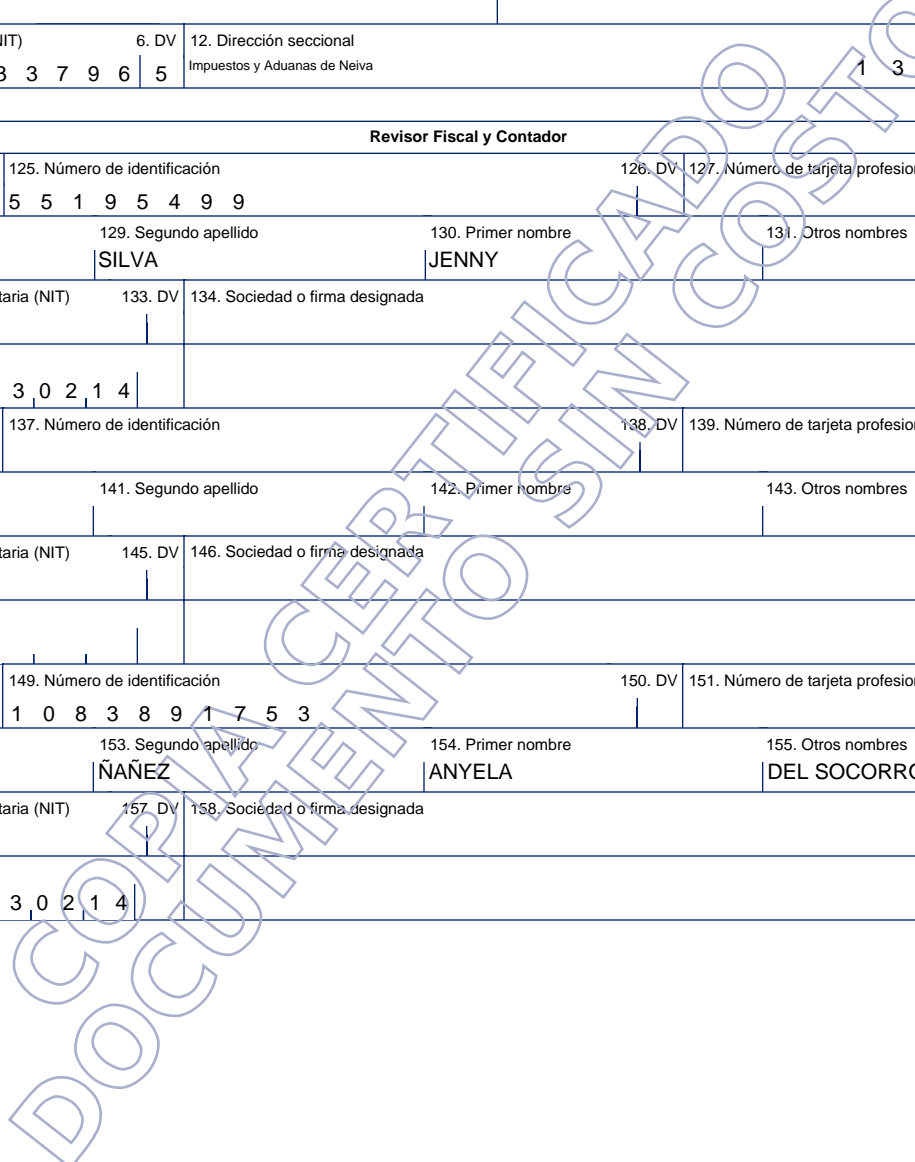 IIT) 6. DV 12. Dirección seccional
3 3 7 9 6 5 Impuestos y Aduanas de Neiva 1 3
Revisor Fiscal y Contador
125. Número de identificación 126. DV 127. Número de tarjeta profesion
5 5 1 9 5 4 9 9
129. Segundo apellido 130. Primer nombre 131. Otros nombres
SILVA JENNY
taria (NIT) 133. DV 134. Sociedad o firma designada
3 0 2 1 4
137. Número de identificación 138. DV 139. Número de tarjeta profesion
141. Segundo apellido 142. Primer nombre 143. Otros nombres
taria (NIT) 145. DV 146. Sociedad o firma designada
149. Número de identificación 150. DV 151. Número de tarjeta profesion
1 0 8 3 8 9 1 7 5 3
153. Segundo apellido 154. Primer nombre 155. Otros nombres
ÑAÑEZ ANYELA DEL SOCORRO
taria (NIT) 157. DV 158. Sociedad o firma designada
3 0 2 1 4
COPIA CERTIFICADO
DOCUMENTO SIN COSTO